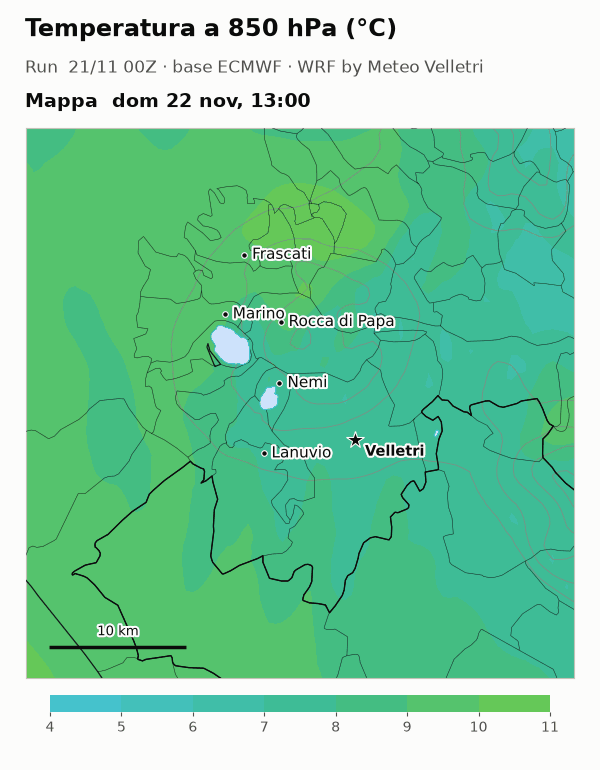 Temperatura a 850 hPa (°C)
Run  21/11 00Z · base ECMWF · WRF by Meteo Velletri
Mappa  dom 22 nov, 13:00
Frascati
Marino
Rocca di Papa
Nemi
Velletri
Lanuvio
10 km
4 5 6 7 8 9 10 11